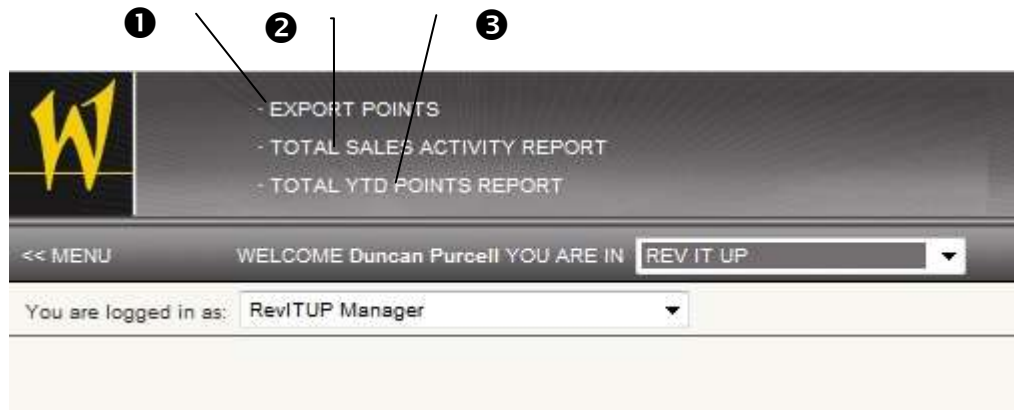 ❶ ❷ ❸
W
- EXPORT POINTS
- TOTAL SALES ACTIVITY REPORT
- TOTAL YTD POINTS REPORT
<< MENU WELCOME Duncan Purcell YOU ARE IN REV IT UP
You are logged in as: RevITUP Manager